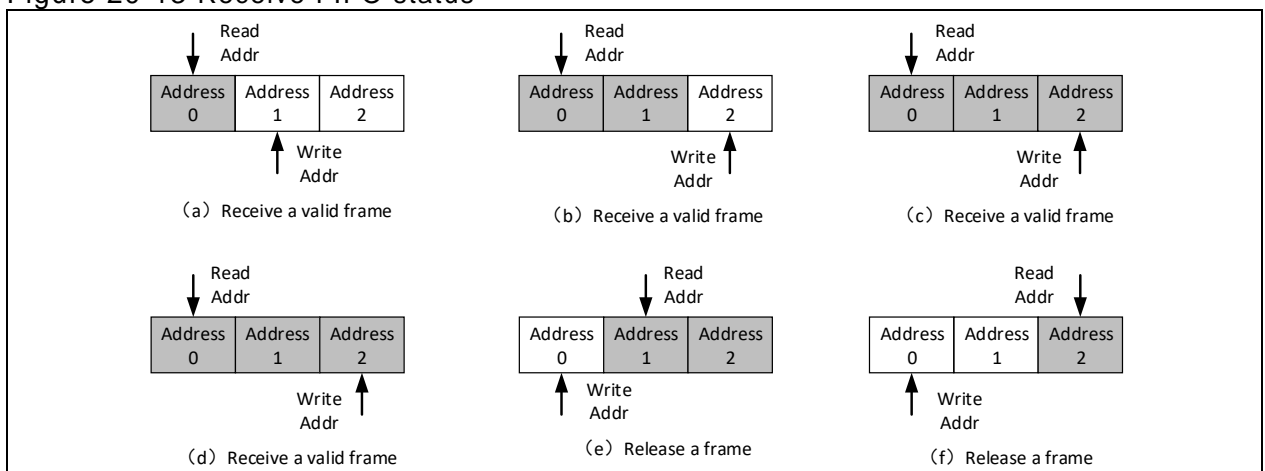 Figure Receive FIFO status
Read
Addr
Address
0
Address
1
Address
2
Write
Addr
（a）Receive a valid frame
Read
Addr
Address
0
Address
1
Address
2
Write
Addr
（b）Receive a valid frame
Read
Addr
Address
0
Address
1
Address
2
Write
Addr
（c）Receive a valid frame
Read
Addr
Address
0
Address
1
Address
2
Write
Addr
（d）Receive a valid frame
Read
Addr
Address
0
Address
1
Address
2
Write
Addr
（e）Release a frame
Read
Addr
Address
0
Address
1
Address
2
Write
Addr
（f）Release a frame